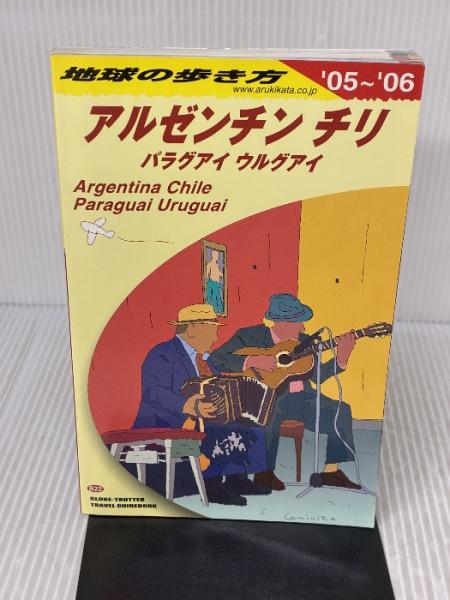 地球の歩き方
www.arukikata.co.jp
'05~'06
アルゼンチン チリ
パラグアイ ウルグアイ
Argentina Chile
Paraguai Uruguai
B22
GLOBE-TROTTER
TRAVEL GUIDEBOOK